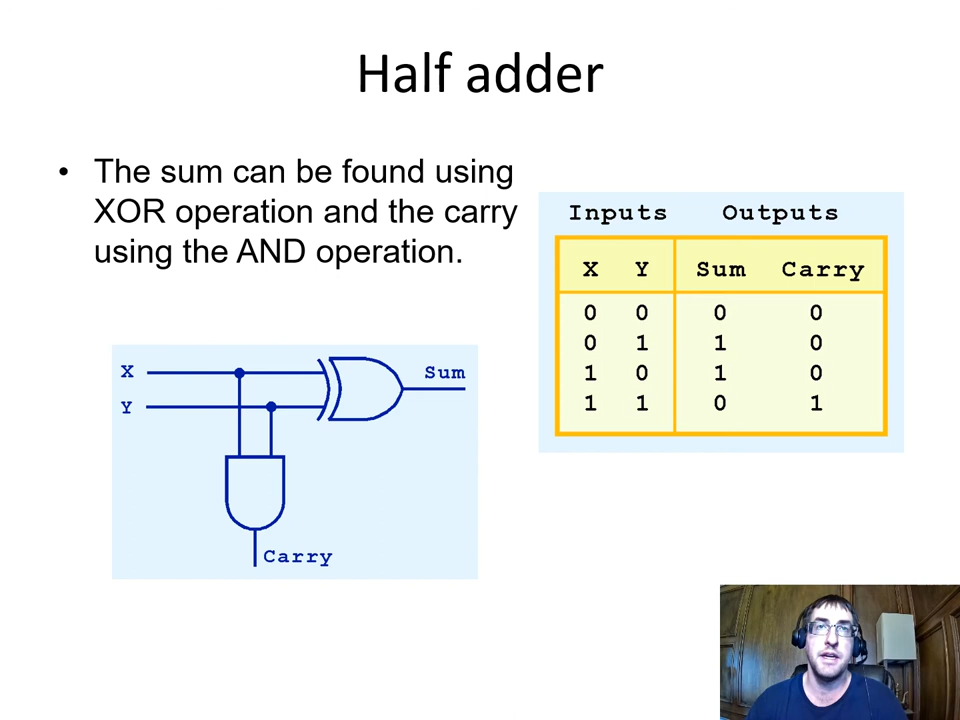 Half adder
• The sum can be found using
XOR operation and the carry
using the AND operation.
Inputs Outputs
X Y Sum Carry
0 0 0 0
0 1 1 0
1 0 1 0
1 1 0 1
X
Sum
Y
Carry